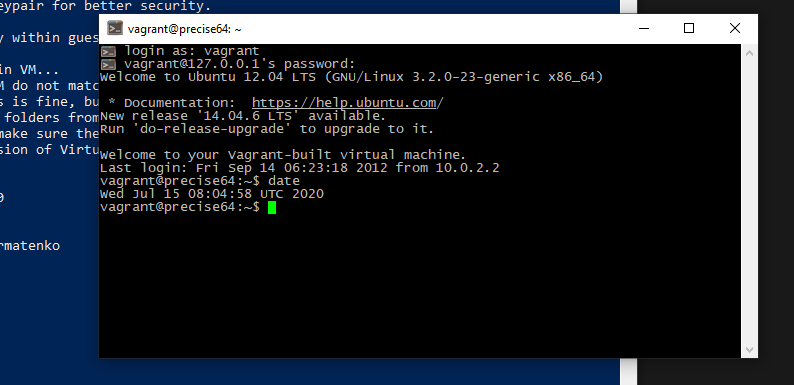 eypair for better security.
y within gues
in VM...
M do not matc
s is fine, bu
folders from
make sure the
sion of Virtu
0
rmatenko
vagrant@precise64: ~
login as: vagrant
vagrant@127.0.0.1's password:
Welcome to Ubuntu 12.04 LTS (GNU/Linux 3.2.0-23-generic x86_64)
* Documentation:  https://help.ubuntu.com/
New release '14.04.6 LTS' available.
Run 'do-release-upgrade' to upgrade to it.
Welcome to your Vagrant-built virtual machine.
Last login: Fri Sep 14 06:23:18 2012 from 10.0.2.2
vagrant@precise64:~$ date
Wed Jul 15 08:04:58 UTC 2020
vagrant@precise64:~$